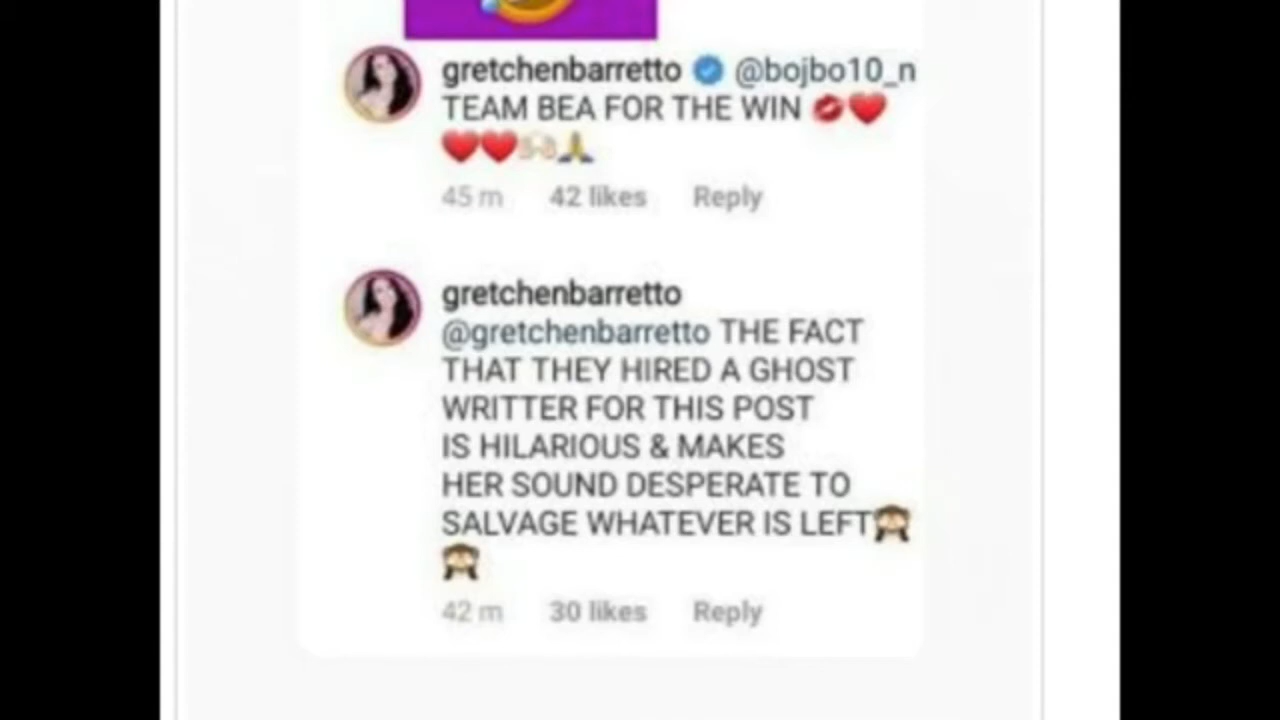 gretchenbarretto @bojbo10_n
TEAM BEA FOR THE WIN 💋❤️
❤️❤️🙌🙏
45 m 42 likes Reply
gretchenbarretto
@gretchenbarretto THE FACT
THAT THEY HIRED A GHOST
WRITTER FOR THIS POST
IS HILARIOUS & MAKES
HER SOUND DESPERATE TO
SALVAGE WHATEVER IS LEFT🙈
🙈
42 m 30 likes Reply